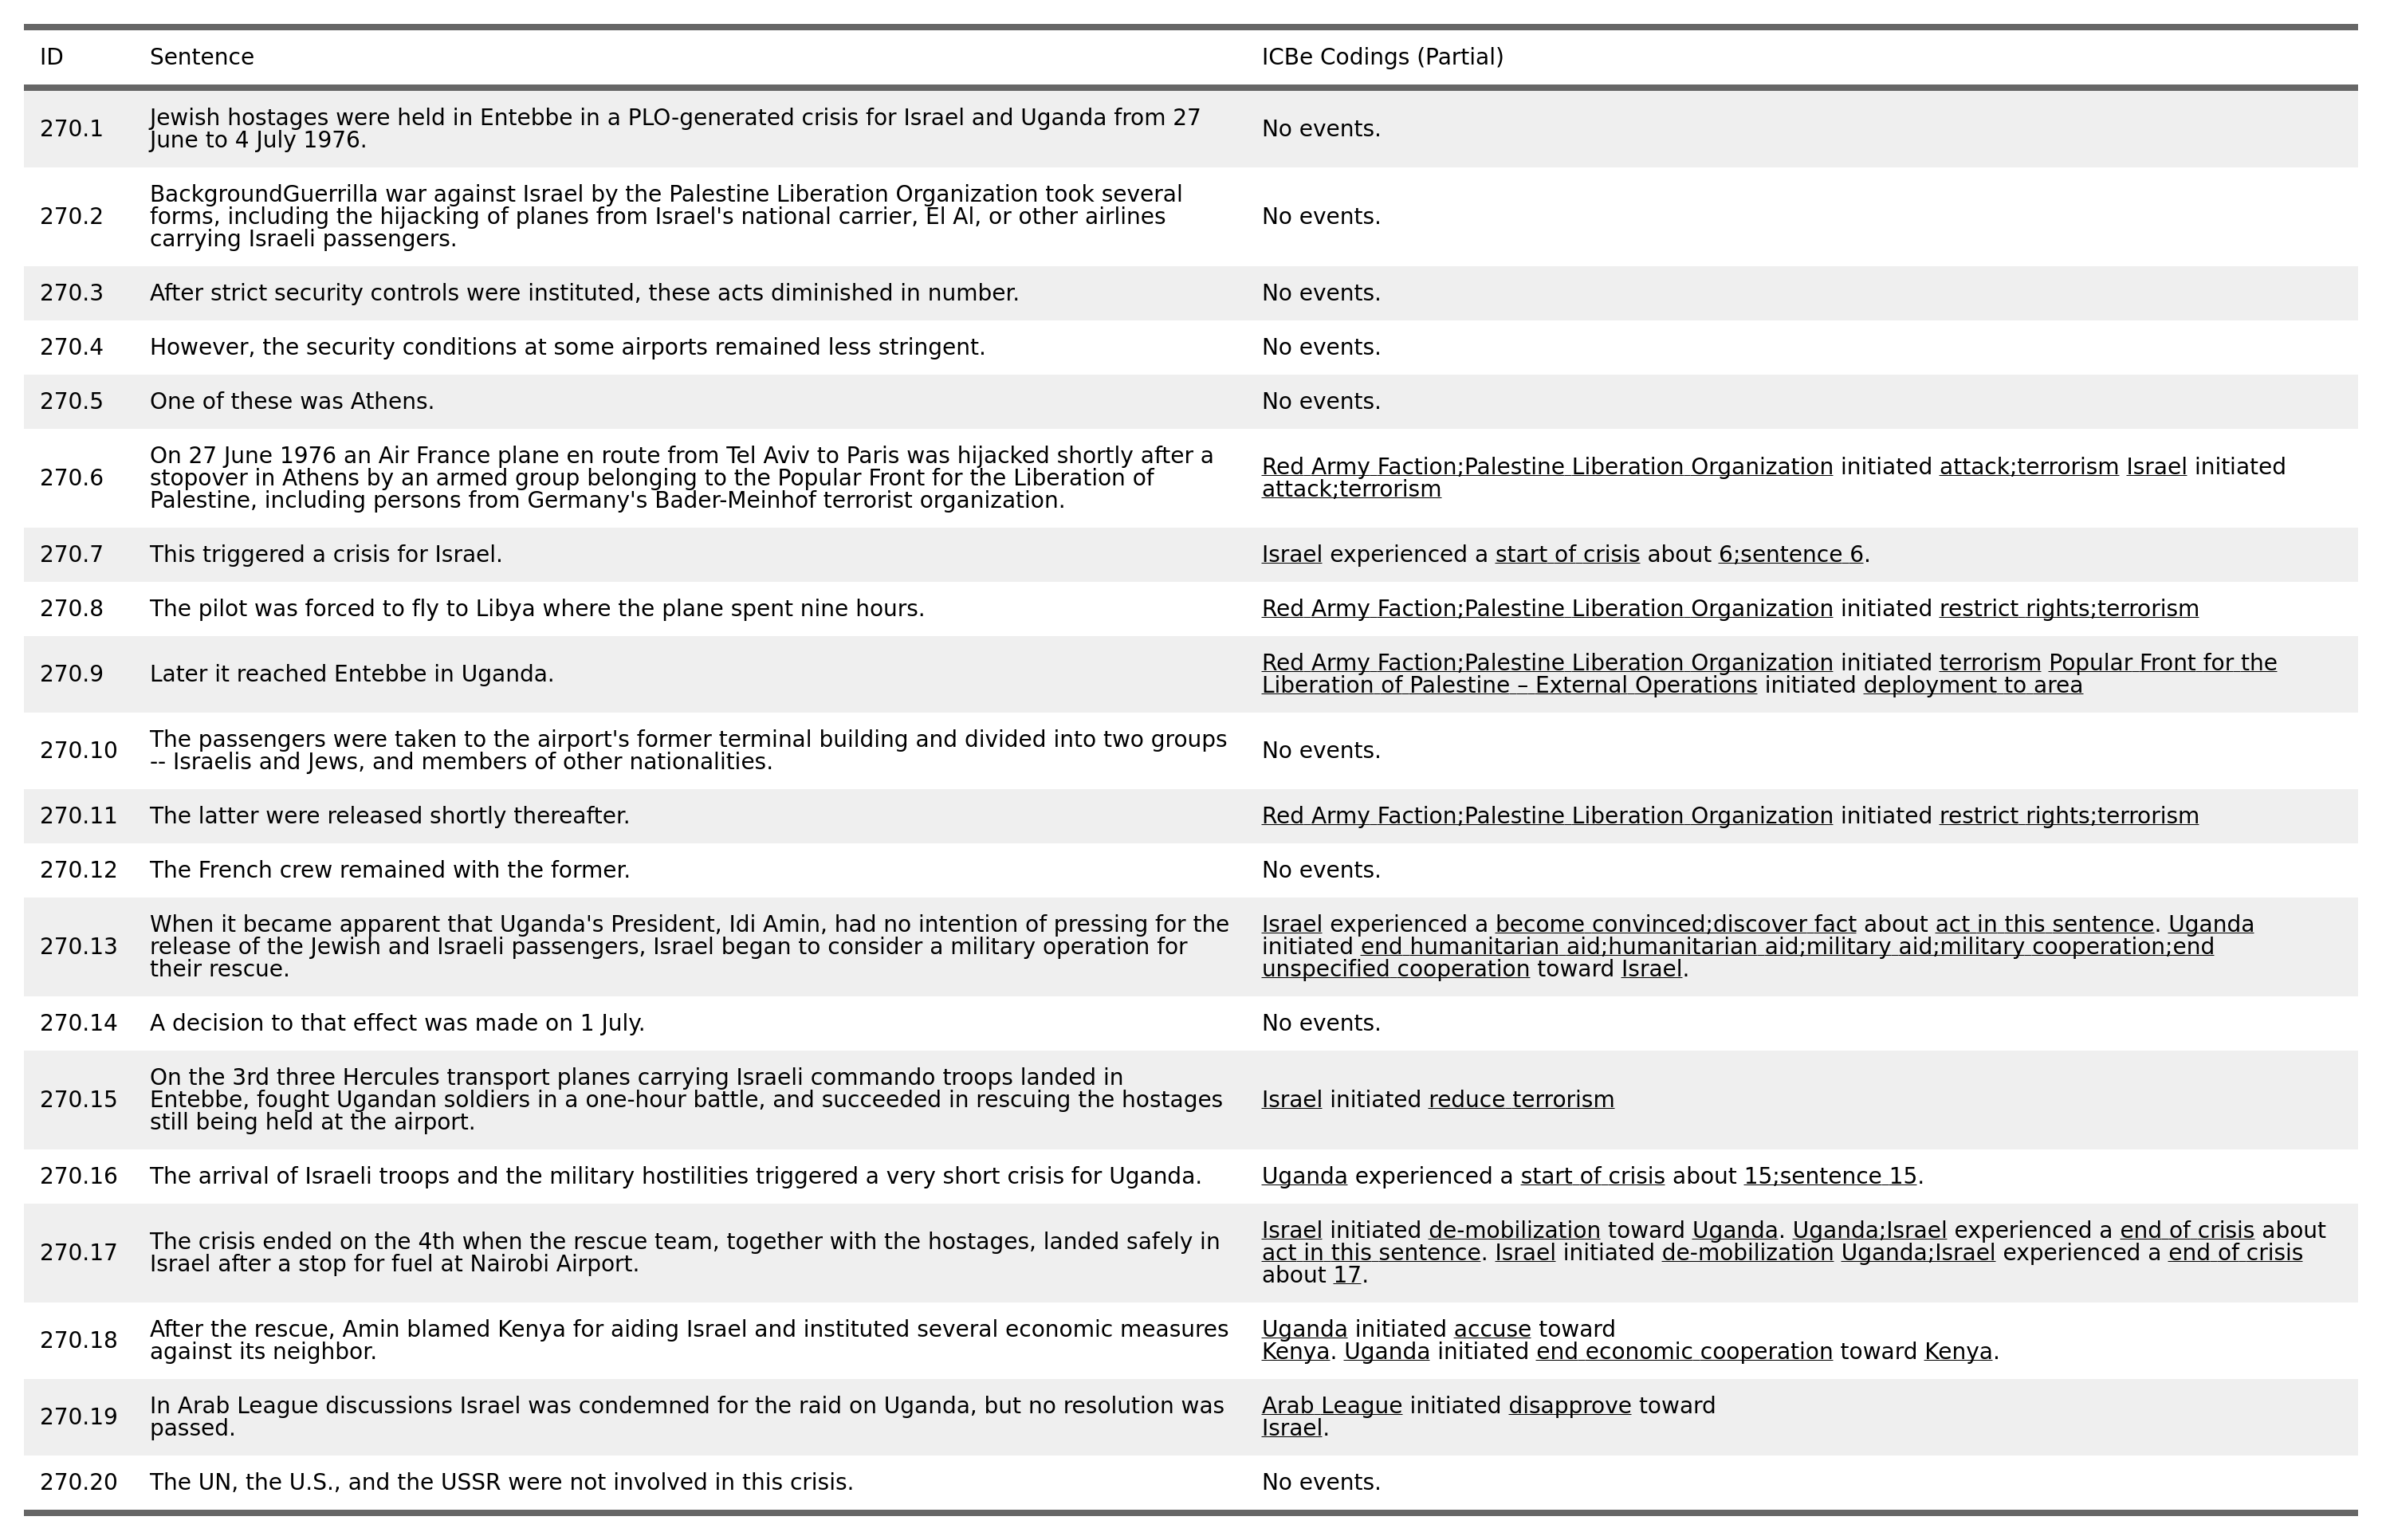 ID Sentence ICBe Codings (Partial)
270.1 Jewish hostages were held in Entebbe in a PLO-generated crisis for Israel and Uganda from 27
June to 4 July 1976. No events.
270.2 BackgroundGuerrilla war against Israel by the Palestine Liberation Organization took several
forms, including the hijacking of planes from Israel's national carrier, El Al, or other airlines
carrying Israeli passengers. No events.
270.3 After strict security controls were instituted, these acts diminished in number. No events.
270.4 However, the security conditions at some airports remained less stringent. No events.
270.5 One of these was Athens. No events.
270.6 On 27 June 1976 an Air France plane en route from Tel Aviv to Paris was hijacked shortly after a
stopover in Athens by an armed group belonging to the Popular Front for the Liberation of
Palestine, including persons from Germany's Bader-Meinhof terrorist organization.
Red Army Faction;Palestine Liberation Organization initiated attack;terrorism Israel initiated
attack;terrorism
270.7 This triggered a crisis for Israel. Israel experienced a start of crisis about 6;sentence 6.
270.8 The pilot was forced to fly to Libya where the plane spent nine hours. Red Army Faction;Palestine Liberation Organization initiated restrict rights;terrorism
270.9 Later it reached Entebbe in Uganda.
Red Army Faction;Palestine Liberation Organization initiated terrorism Popular Front for the
Liberation of Palestine – External Operations initiated deployment to area
270.10 The passengers were taken to the airport's former terminal building and divided into two groups
-- Israelis and Jews, and members of other nationalities. No events.
270.11 The latter were released shortly thereafter. Red Army Faction;Palestine Liberation Organization initiated restrict rights;terrorism
270.12 The French crew remained with the former. No events.
270.13 When it became apparent that Uganda's President, Idi Amin, had no intention of pressing for the
release of the Jewish and Israeli passengers, Israel began to consider a military operation for
their rescue.
Israel experienced a become convinced;discover fact about act in this sentence. Uganda
initiated end humanitarian aid;humanitarian aid;military aid;military cooperation;end
unspecified cooperation toward Israel.
270.14 A decision to that effect was made on 1 July. No events.
270.15 On the 3rd three Hercules transport planes carrying Israeli commando troops landed in
Entebbe, fought Ugandan soldiers in a one-hour battle, and succeeded in rescuing the hostages
still being held at the airport.
Israel initiated reduce terrorism
270.16 The arrival of Israeli troops and the military hostilities triggered a very short crisis for Uganda. Uganda experienced a start of crisis about 15;sentence 15.
270.17 The crisis ended on the 4th when the rescue team, together with the hostages, landed safely in
Israel after a stop for fuel at Nairobi Airport.
Israel initiated de-mobilization toward Uganda. Uganda;Israel experienced a end of crisis about
act in this sentence. Israel initiated de-mobilization Uganda;Israel experienced a end of crisis
about 17.
270.18 After the rescue, Amin blamed Kenya for aiding Israel and instituted several economic measures
against its neighbor.
Uganda initiated accuse toward
Kenya. Uganda initiated end economic cooperation toward Kenya.
270.19 In Arab League discussions Israel was condemned for the raid on Uganda, but no resolution was
passed.
Arab League initiated disapprove toward
Israel.
270.20 The UN, the U.S., and the USSR were not involved in this crisis. No events.